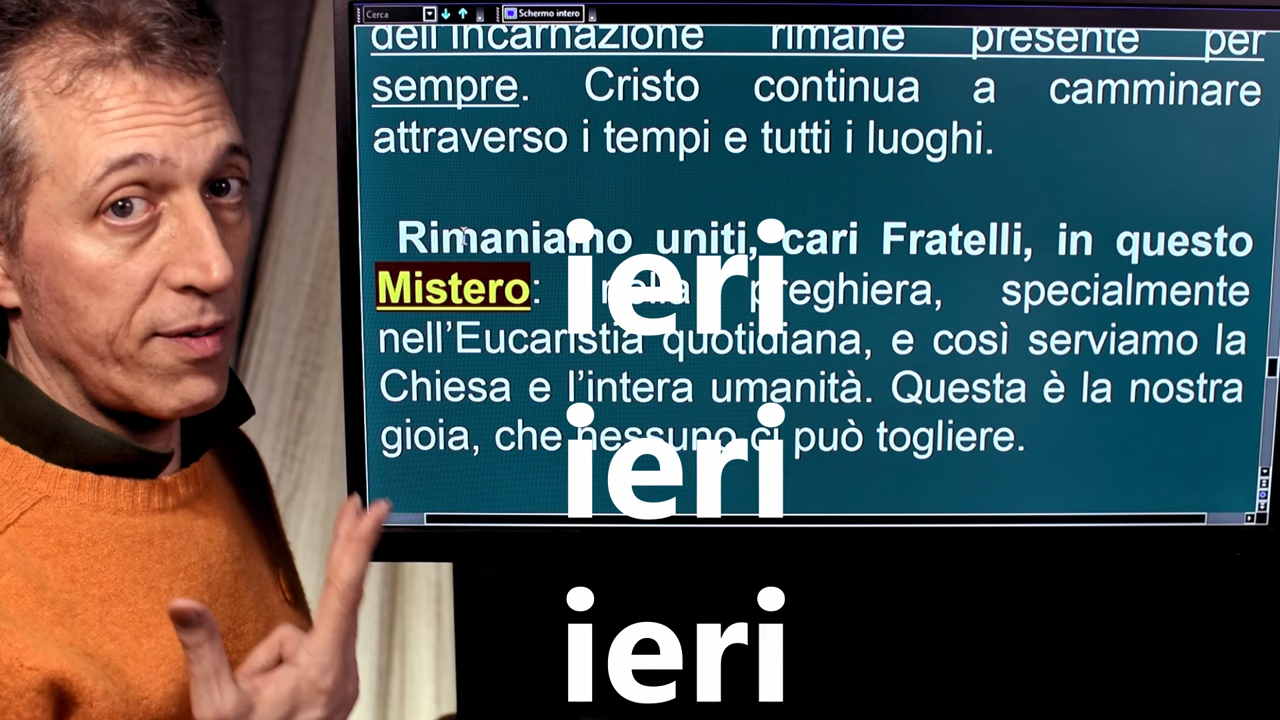 Cerca
Schermo intero
dell'Incarnazione rimane presente per
sempre. Cristo continua a camminare
attraverso i tempi e tutti i luoghi.
Rimaniamo uniti, cari Fratelli, in questo
Mistero: nella preghiera, specialmente
nell'Eucaristia quotidiana, e così serviamo la
Chiesa e l'intera umanità. Questa è la nostra
gioia, che nessuno ci può togliere.
ieri
ieri
ieri